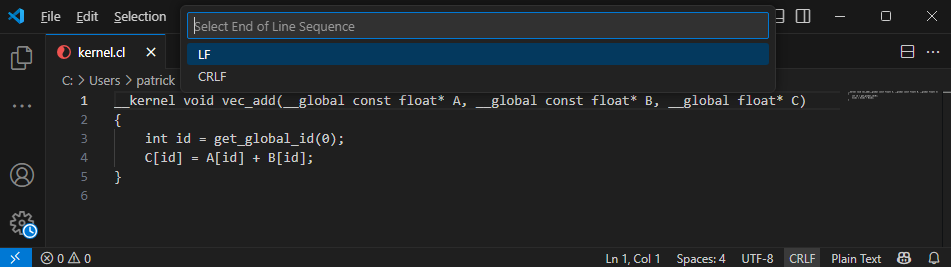 File Edit Selection
Select End of Line Sequence
LF
CRLF
kernel.cl
C: > Users > patrick
1 __kernel void vec_add(__global const float* A, __global const float* B, __global float* C)
2 {
3 int id = get_global_id(0);
4 C[id] = A[id] + B[id];
5 }
6
0 0 Ln 1, Col 1 Spaces: 4 UTF-8 CRLF Plain Text